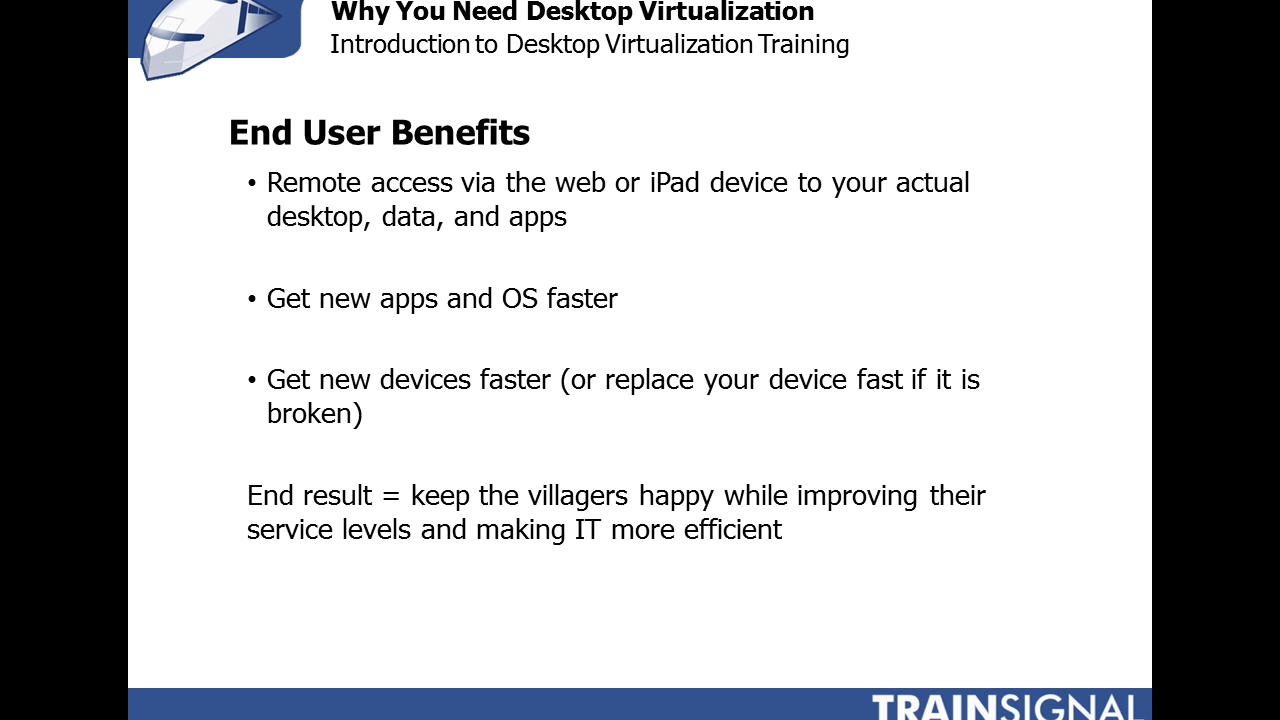 Why You Need Desktop Virtualization
Introduction to Desktop Virtualization Training
End User Benefits
• Remote access via the web or iPad device to your actual
desktop, data, and apps
• Get new apps and OS faster
• Get new devices faster (or replace your device fast if it is
broken)
End result = keep the villagers happy while improving their
service levels and making IT more efficient
TRAINSIGNAL